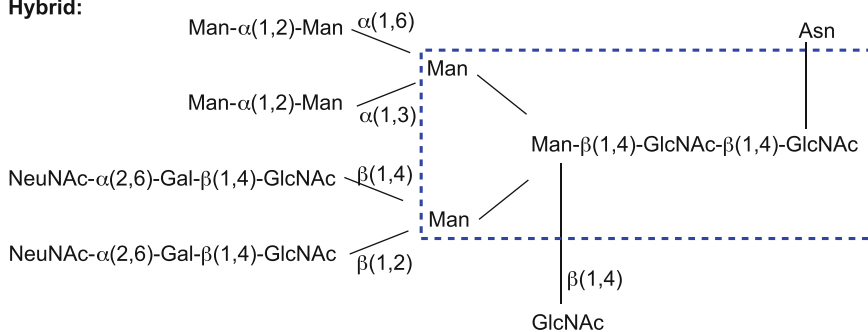 Hybrid:
Man-α(1,2)-Man α(1,6)
Asn
Man
Man-α(1,2)-Man
α(1,3)
Man-β(1,4)-GlcNAc-β(1,4)-GlcNAc
NeuNAc-α(2,6)-Gal-β(1,4)-GlcNAc β(1,4)
Man
NeuNAc-α(2,6)-Gal-β(1,4)-GlcNAc
β(1,2)
β(1,4)
GlcNAc